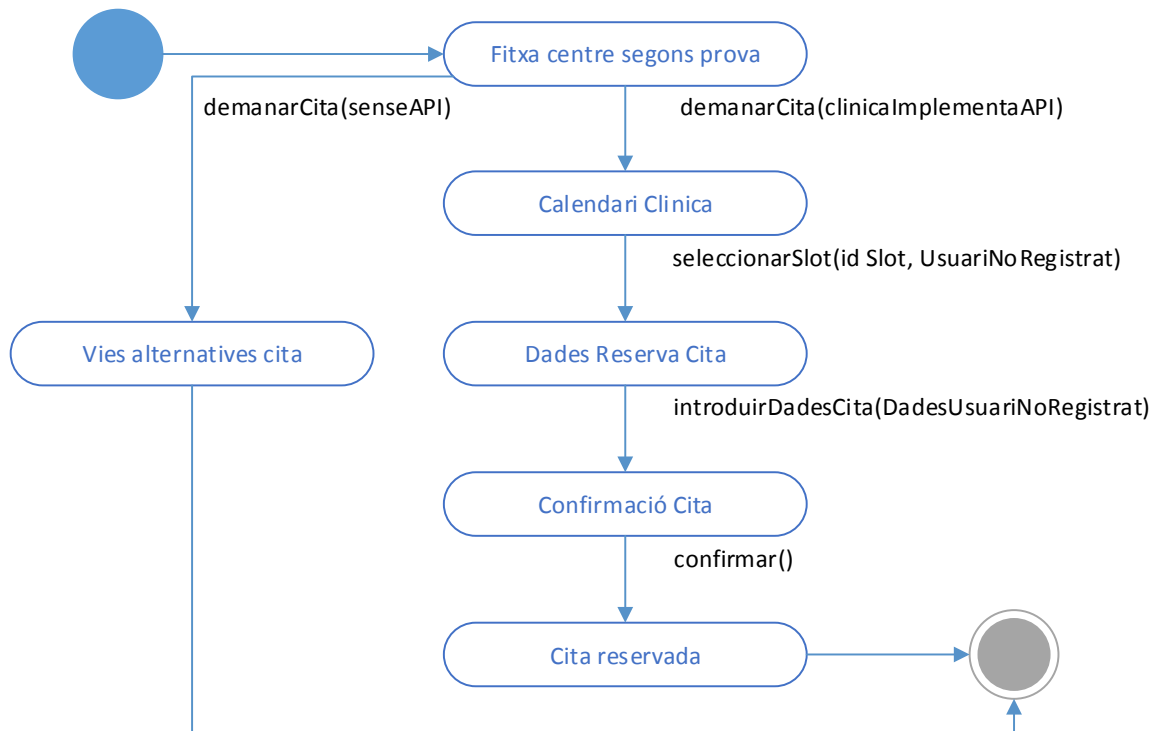 Fitxa centre segons prova
demanarCita(senseAPI)
demanarCita(clinicaImplementaAPI)
Calendari Clinica
seleccionarSlot(id Slot, UsuariNoRegistrat)
Vies alternatives cita
Dades Reserva Cita
introduirDadesCita(DadesUsuariNoRegistrat)
Confirmació Cita
confirmar()
Cita reservada